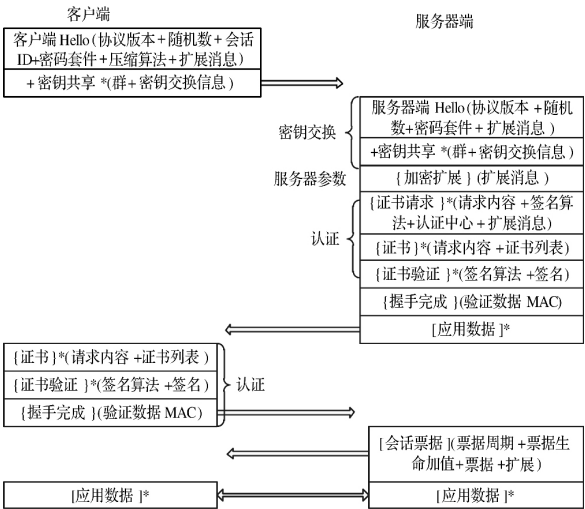 客户端
服务器端
客户端 Hello(协议版本+随机数+会话
ID+密码套件+压缩算法+扩展消息)
+密钥共享 *(群+密钥交换信息)
服务器端 Hello(协议版本 +随机
数+密码套件+扩展消息)
密钥交换
+密钥共享 *(群+密钥交换信息)
服务器参数
{加密扩展 }(扩展消息 )
{证书请求 }*(请求内容 +签名算
法+认证中心+扩展消息)
认证
{证书}*(请求内容 +证书列表)
{证书验证 }*(签名算法 +签名)
{握手完成 }(验证数据 MAC)
[应用数据 ]*
{证书}*(请求内容 +证书列表 )
{证书验证 }*(签名算法 +签名)
认证
{握手完成 }(验证数据 MAC)
[会话票据 ](票据周期 +票据生
命加值+票据 +扩展)
[应用数据 ]*
[应用数据 ]*